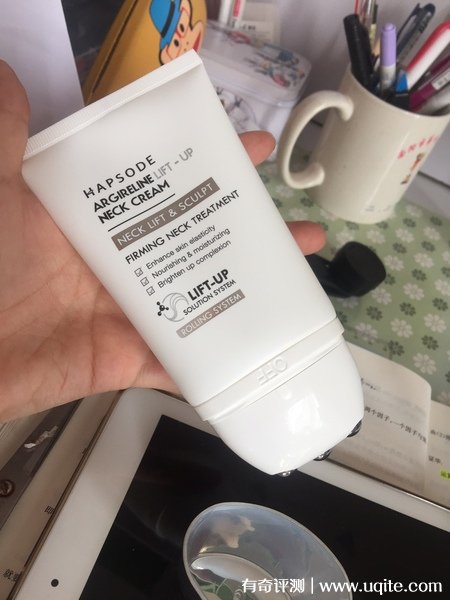 HAPSODE
ARGIRELINE LIFT - UP
NECK CREAM
NECK LIFT & SCULPT
FIRMING NECK TREATMENT
Enhance skin elasticity
Nourishing & moisturizing
Brighten up complexion
LIFT-UP
SOLUTION SYSTEM
ROLLING SYSTEM
OFF
有奇评测 | www.uqite.com